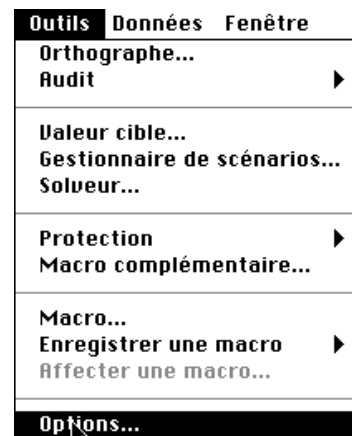 Outils Données Fenêtre
Orthographe...
Audit
Valeur cible...
Gestionnaire de scénarios...
Solveur...
Protection
Macro complémentaire...
Macro...
Enregistrer une macro
Affecter une macro...
Options...